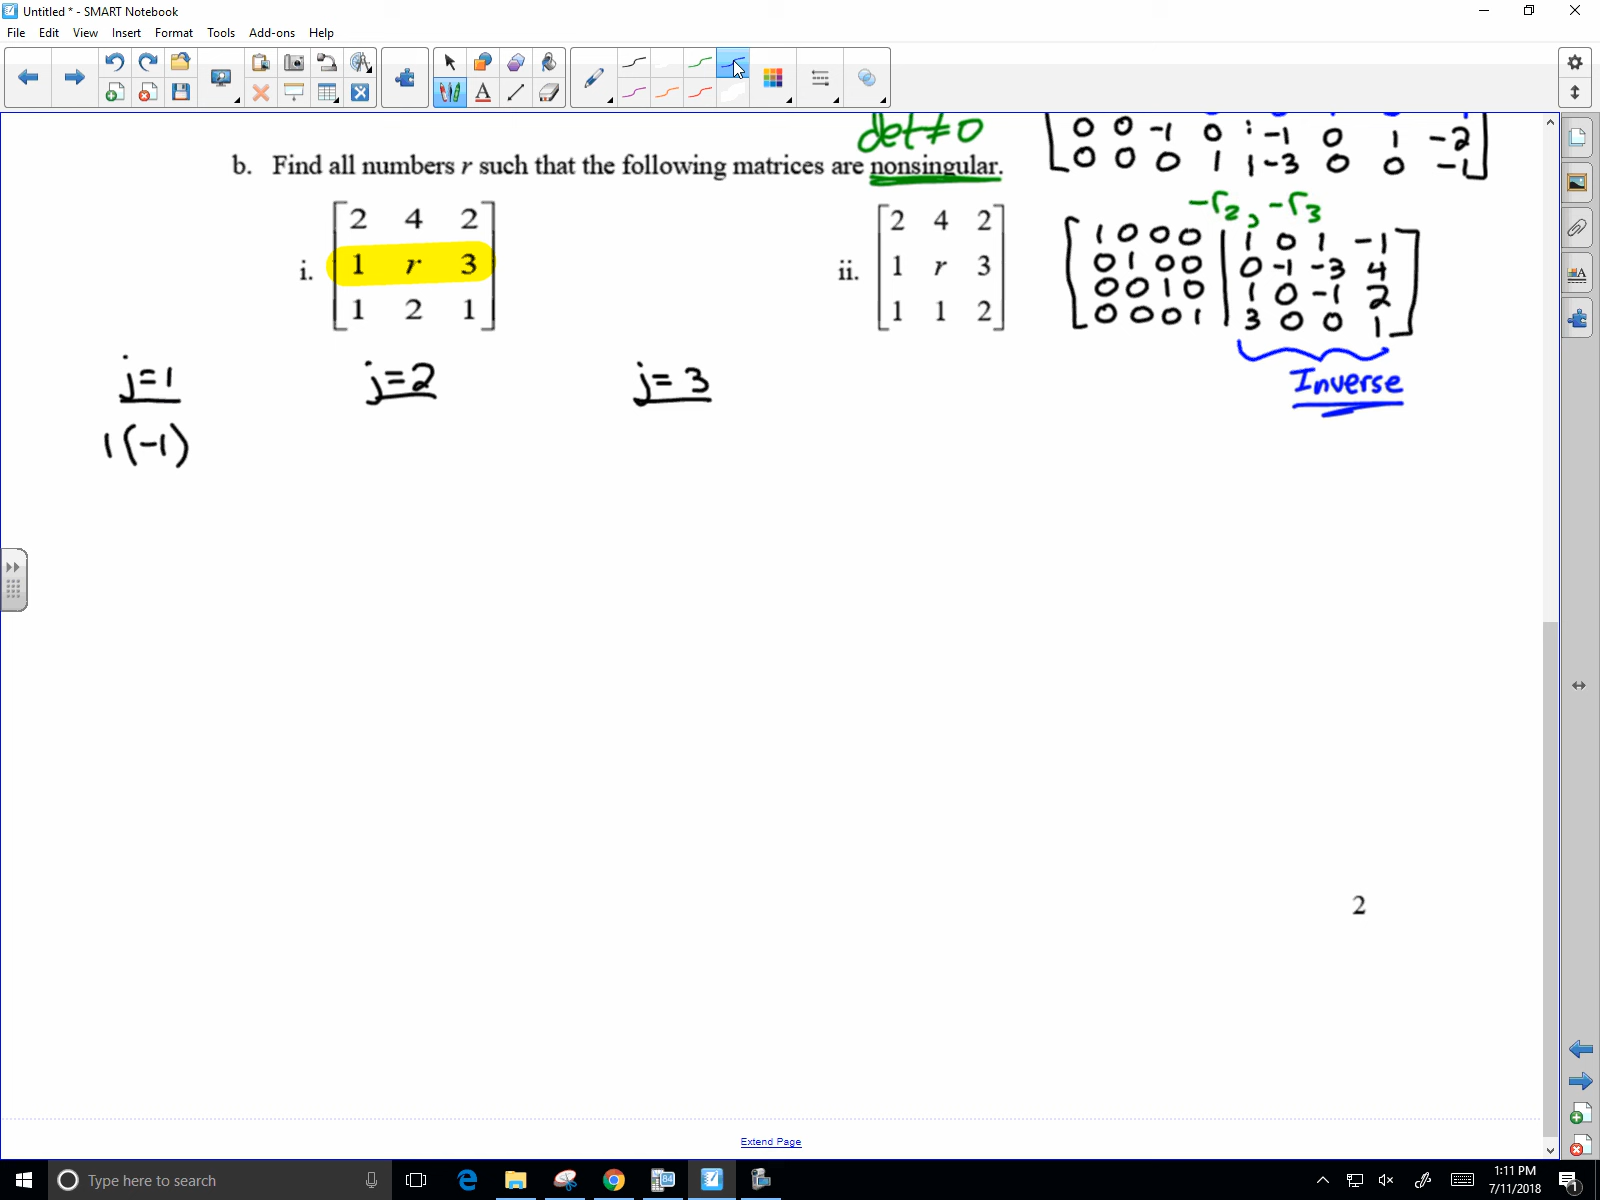 Untitled * - SMART Notebook
File Edit View Insert Format Tools Add-ons Help
det≠0
0 0 -1 0 : -1 0 1 -2
0 0 0 1 | -3 0 0 -1
b. Find all numbers r such that the following matrices are nonsingular.
-r2, -r3
i.
2 4 2
1 r 3
1 2 1
ii.
2 4 2
1 r 3
1 1 2
1 0 0 0 | 1 0 1 -1
0 1 0 0 | 0 -1 -3 4
0 0 1 0 | 1 0 -1 2
0 0 0 1 | 3 0 0 1
Inverse
j=1 j=2 j=3
1(-1)
2
Extend Page
Type here to search
84
1:11 PM
7/11/2018
1